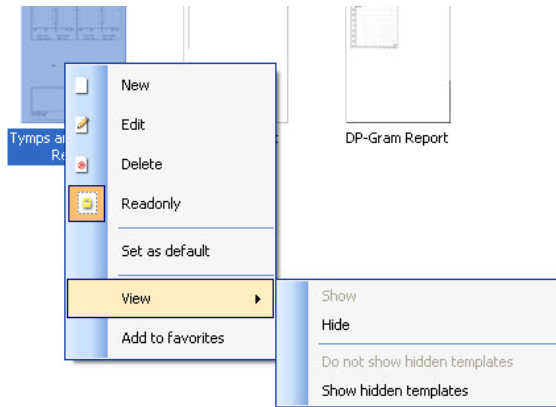 New
Edit
Tymps a
DP-Gram Report
Re
Delete
Readonly
Set as default
View
Show
Hide
Add to favorites
Do not show hidden templates
Show hidden templates